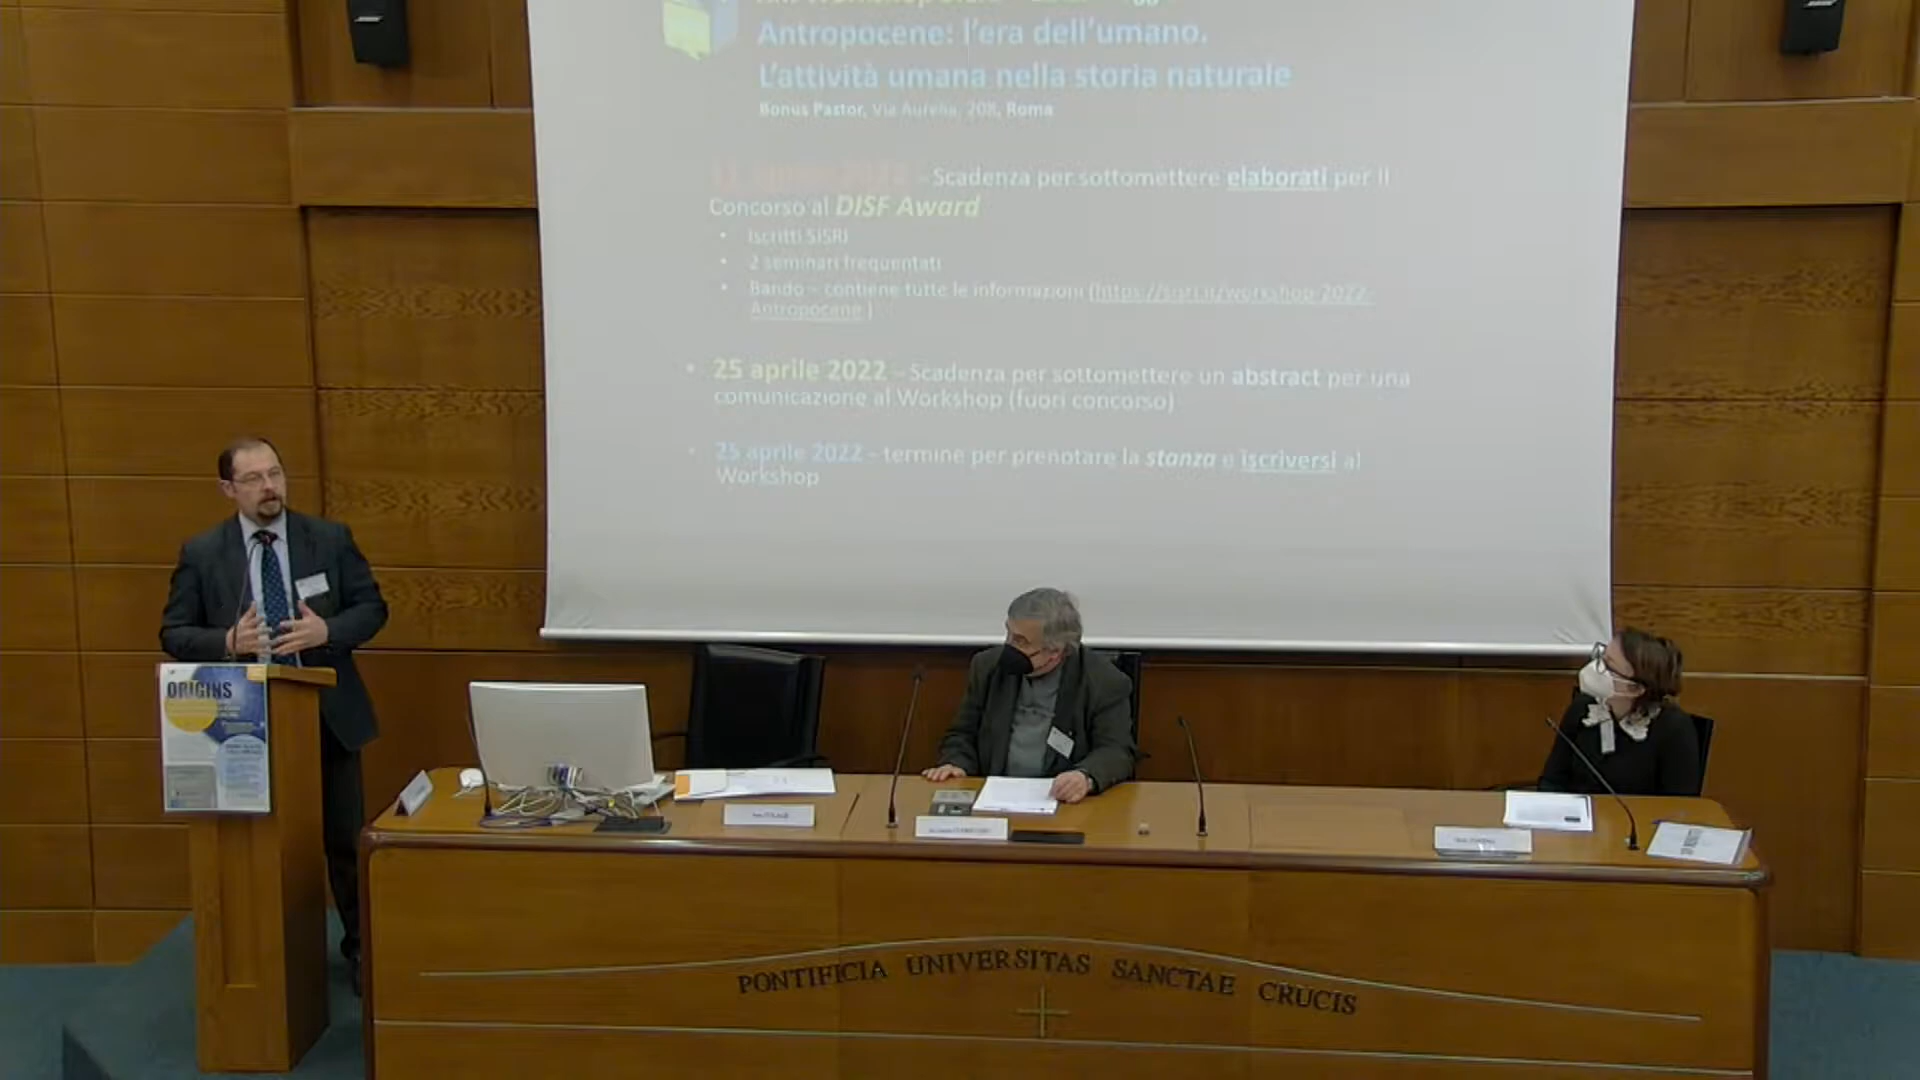 Antropocene: l'era dell'umano.
L'attività umana nella storia naturale
Bonus Pastor, Via Aurelia, 208, Roma
2022 - Scadenza per sottomettere elaborati per il
Concorso al DISF Award
• Iscritti SISRI
• 2 seminari frequentati
• Bando – contiene tutte le informazioni (https://sisri.it/workshop-2022-
Antropocene )
• 25 aprile 2022 – Scadenza per sottomettere un abstract per una
comunicazione al Workshop (fuori concorso)
• 25 aprile 2022 – termine per prenotare la stanza e iscriversi al
Workshop
ORIGINS
PONTIFICIA UNIVERSITAS SANCTAE CRUCIS